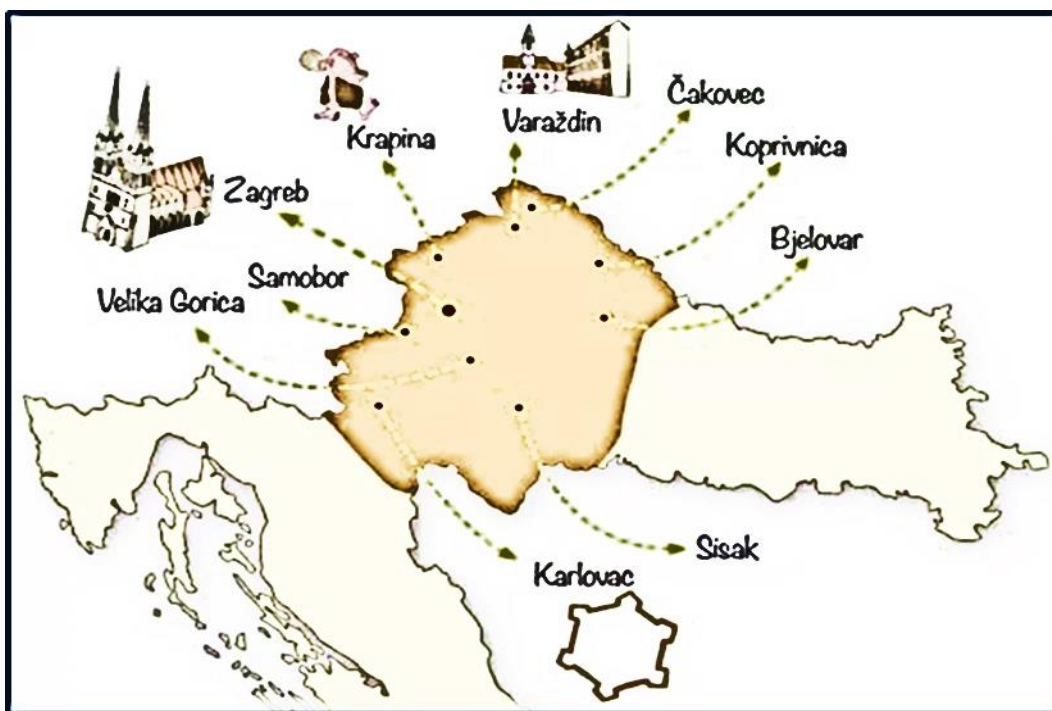 Čakovec
Varaždin
Krapina
Koprivnica
Zagreb
Bjelovar
Samobor
Velika Gorica
Sisak
Karlovac